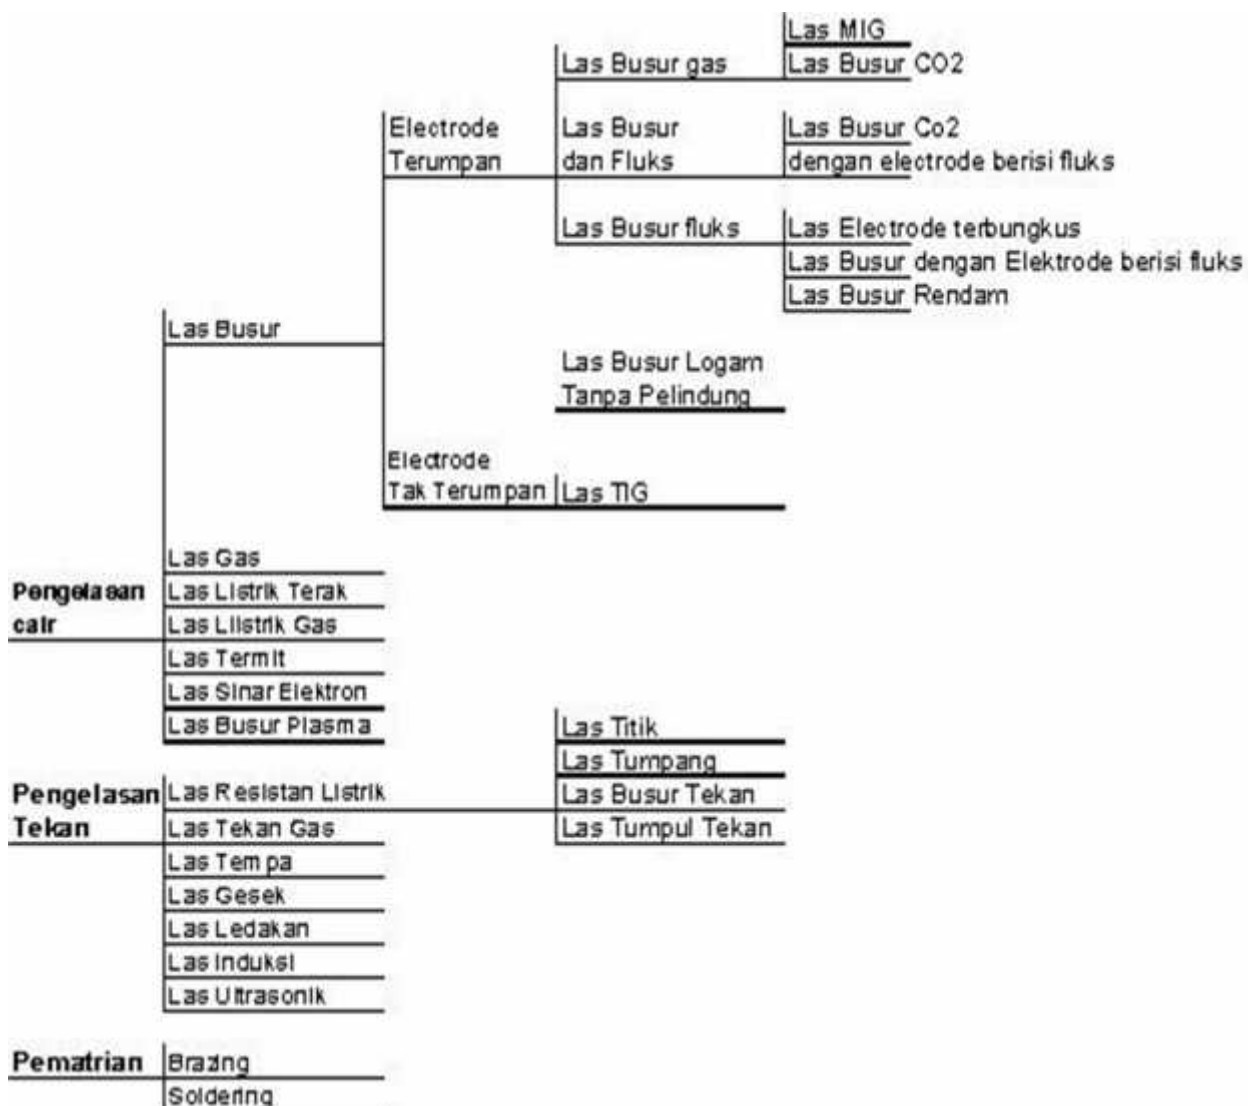 Las MIG
Las Busur gas
Las Busur CO2
Electrode
Terumpan
Las Busur
dan Fluks
Las Busur Co2
dengan electrode berisi fluks
Las Busur fluks
Las Electrode terbungkus
Las Busur dengan Elektrode berisi fluks
Las Busur Rendam
Las Busur
Las Busur Logam
Tanpa Pelindung
Electrode
Tak Terumpan
Las TIG
Pengelasan
cair
Las Gas
Las Listrik Terak
Las Liistrik Gas
Las Termit
Las Sinar Elektron
Las Busur Plasma
Pengelasan
Tekan
Las Resistan Listrik
Las Titik
Las Tumpang
Las Busur Tekan
Las Tumpul Tekan
Las Tekan Gas
Las Tempa
Las Gesek
Las Ledakan
Las Induksi
Las Ultrasonik
Pematrian
Brazing
Soldering